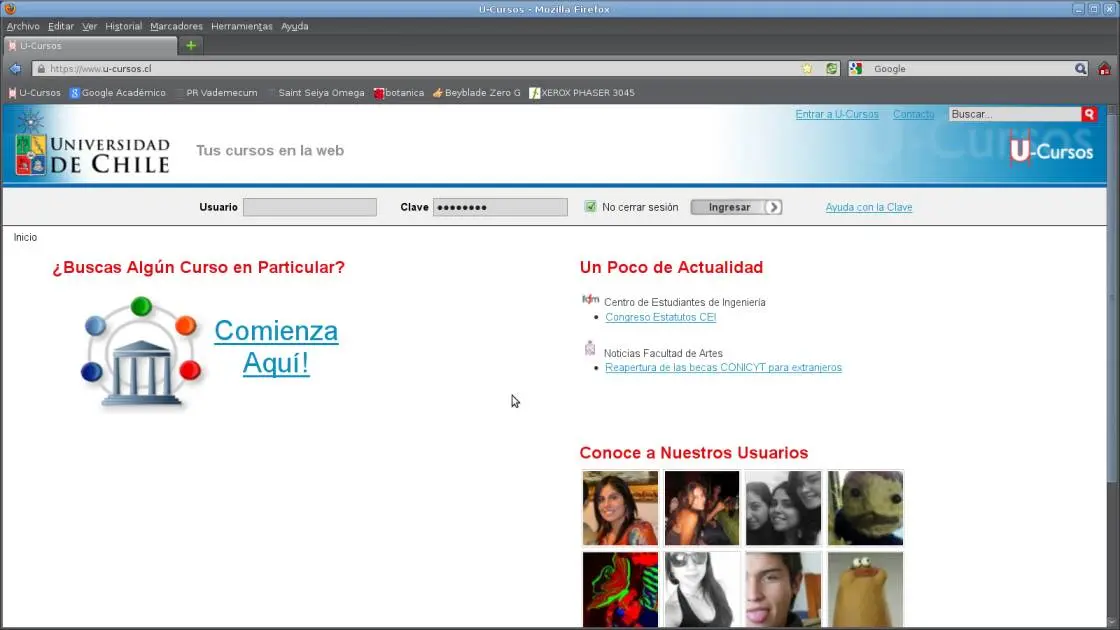 U-Cursos - Mozilla Firefox
Archivo Editar Ver Historial Marcadores Herramientas Ayuda
U-Cursos
https://www.u-cursos.cl
Google
U-Cursos Google Académico PR Vademecum Saint Seiya Omega botanica Beyblade Zero G XEROX PHASER 3045
Entrar a U-Cursos Contacto Buscar...
UNIVERSIDAD
DE CHILE
Tus cursos en la web
U-Cursos
Usuario Clave No cerrar sesión Ingresar Ayuda con la Clave
Inicio
¿Buscas Algún Curso en Particular?
Comienza
Aquí!
Un Poco de Actualidad
Centro de Estudiantes de Ingeniería
Congreso Estatutos CEI
Noticias Facultad de Artes
Reapertura de las becas CONICYT para extranjeros
Conoce a Nuestros Usuarios